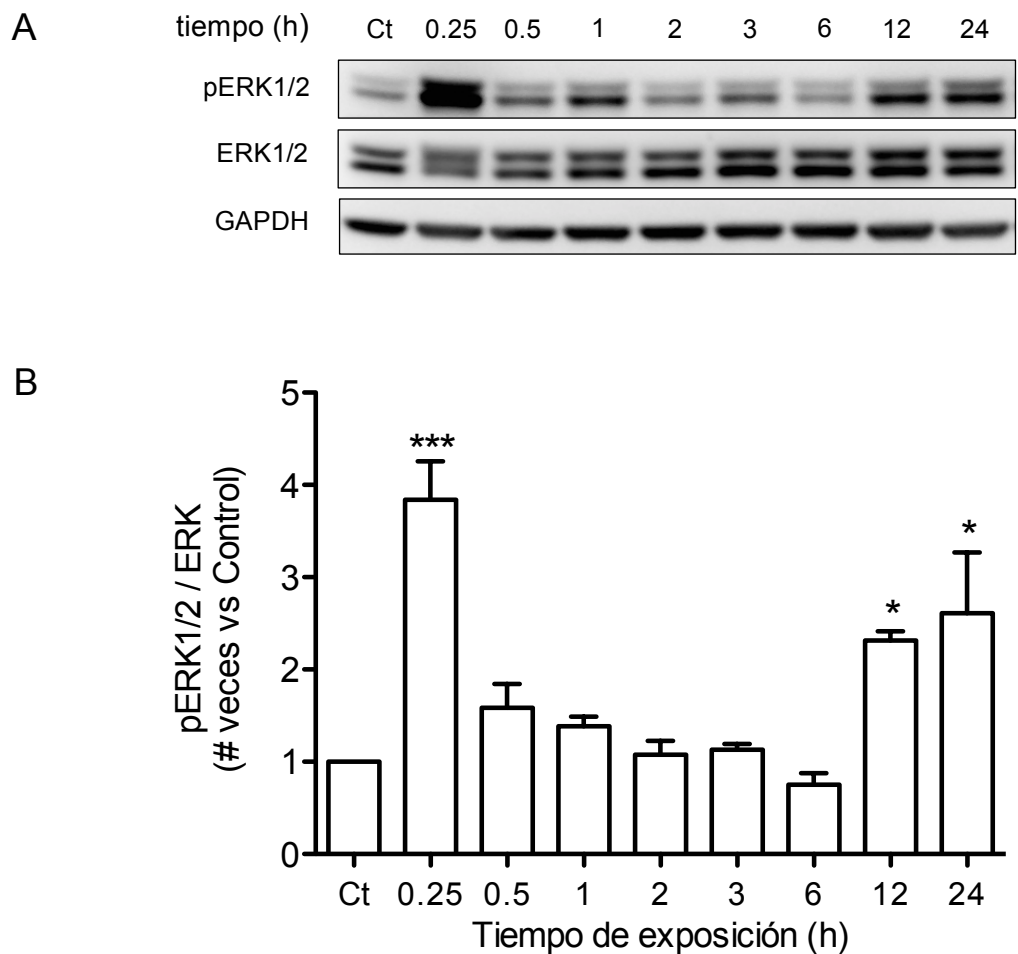 A
tiempo (h) Ct 0.25 0.5 1 2 3 6 12 24
pERK1/2
ERK1/2
GAPDH
B
pERK1/2 / ERK
(# veces vs Control)
5
4
3
2
1
0
***
*
*
Ct 0.25 0.5 1 2 3 6 12 24
Tiempo de exposición (h)